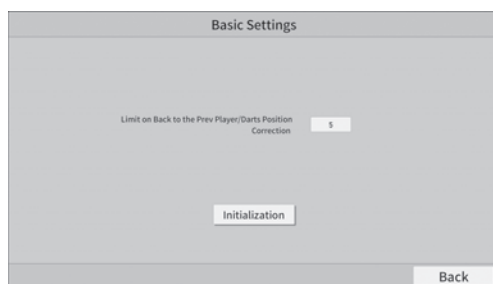 Basic Settings
Limit on Back to the Prev Player/Darts Position
Correction
5
Initialization
Back